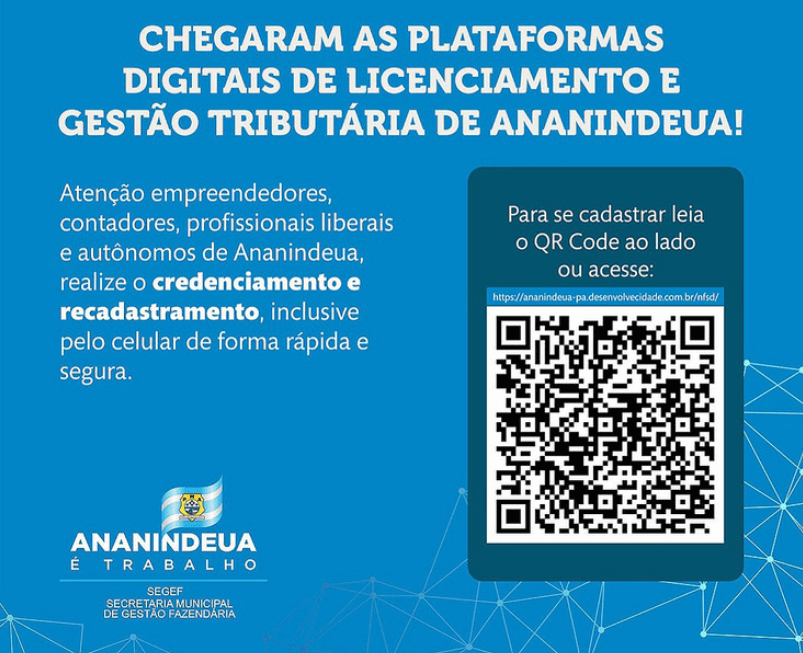 CHEGARAM AS PLATAFORMAS
DIGITAIS DE LICENCIAMENTO E
GESTÃO TRIBUTÁRIA DE ANANINDEUA!
Atenção empreendedores,
contadores, profissionais liberais
e autônomos de Ananindeua,
realize o credenciamento e
recadastramento, inclusive
pelo celular de forma rápida e
segura.
Para se cadastrar leia
o QR Code ao lado
ou acesse:
https://ananindeua-pa.desenvolvecidade.com.br/nfsd/
ANANINDEUA
É TRABALHO
SEGEF
SECRETARIA MUNICIPAL
DE GESTÃO FAZENDÁRIA